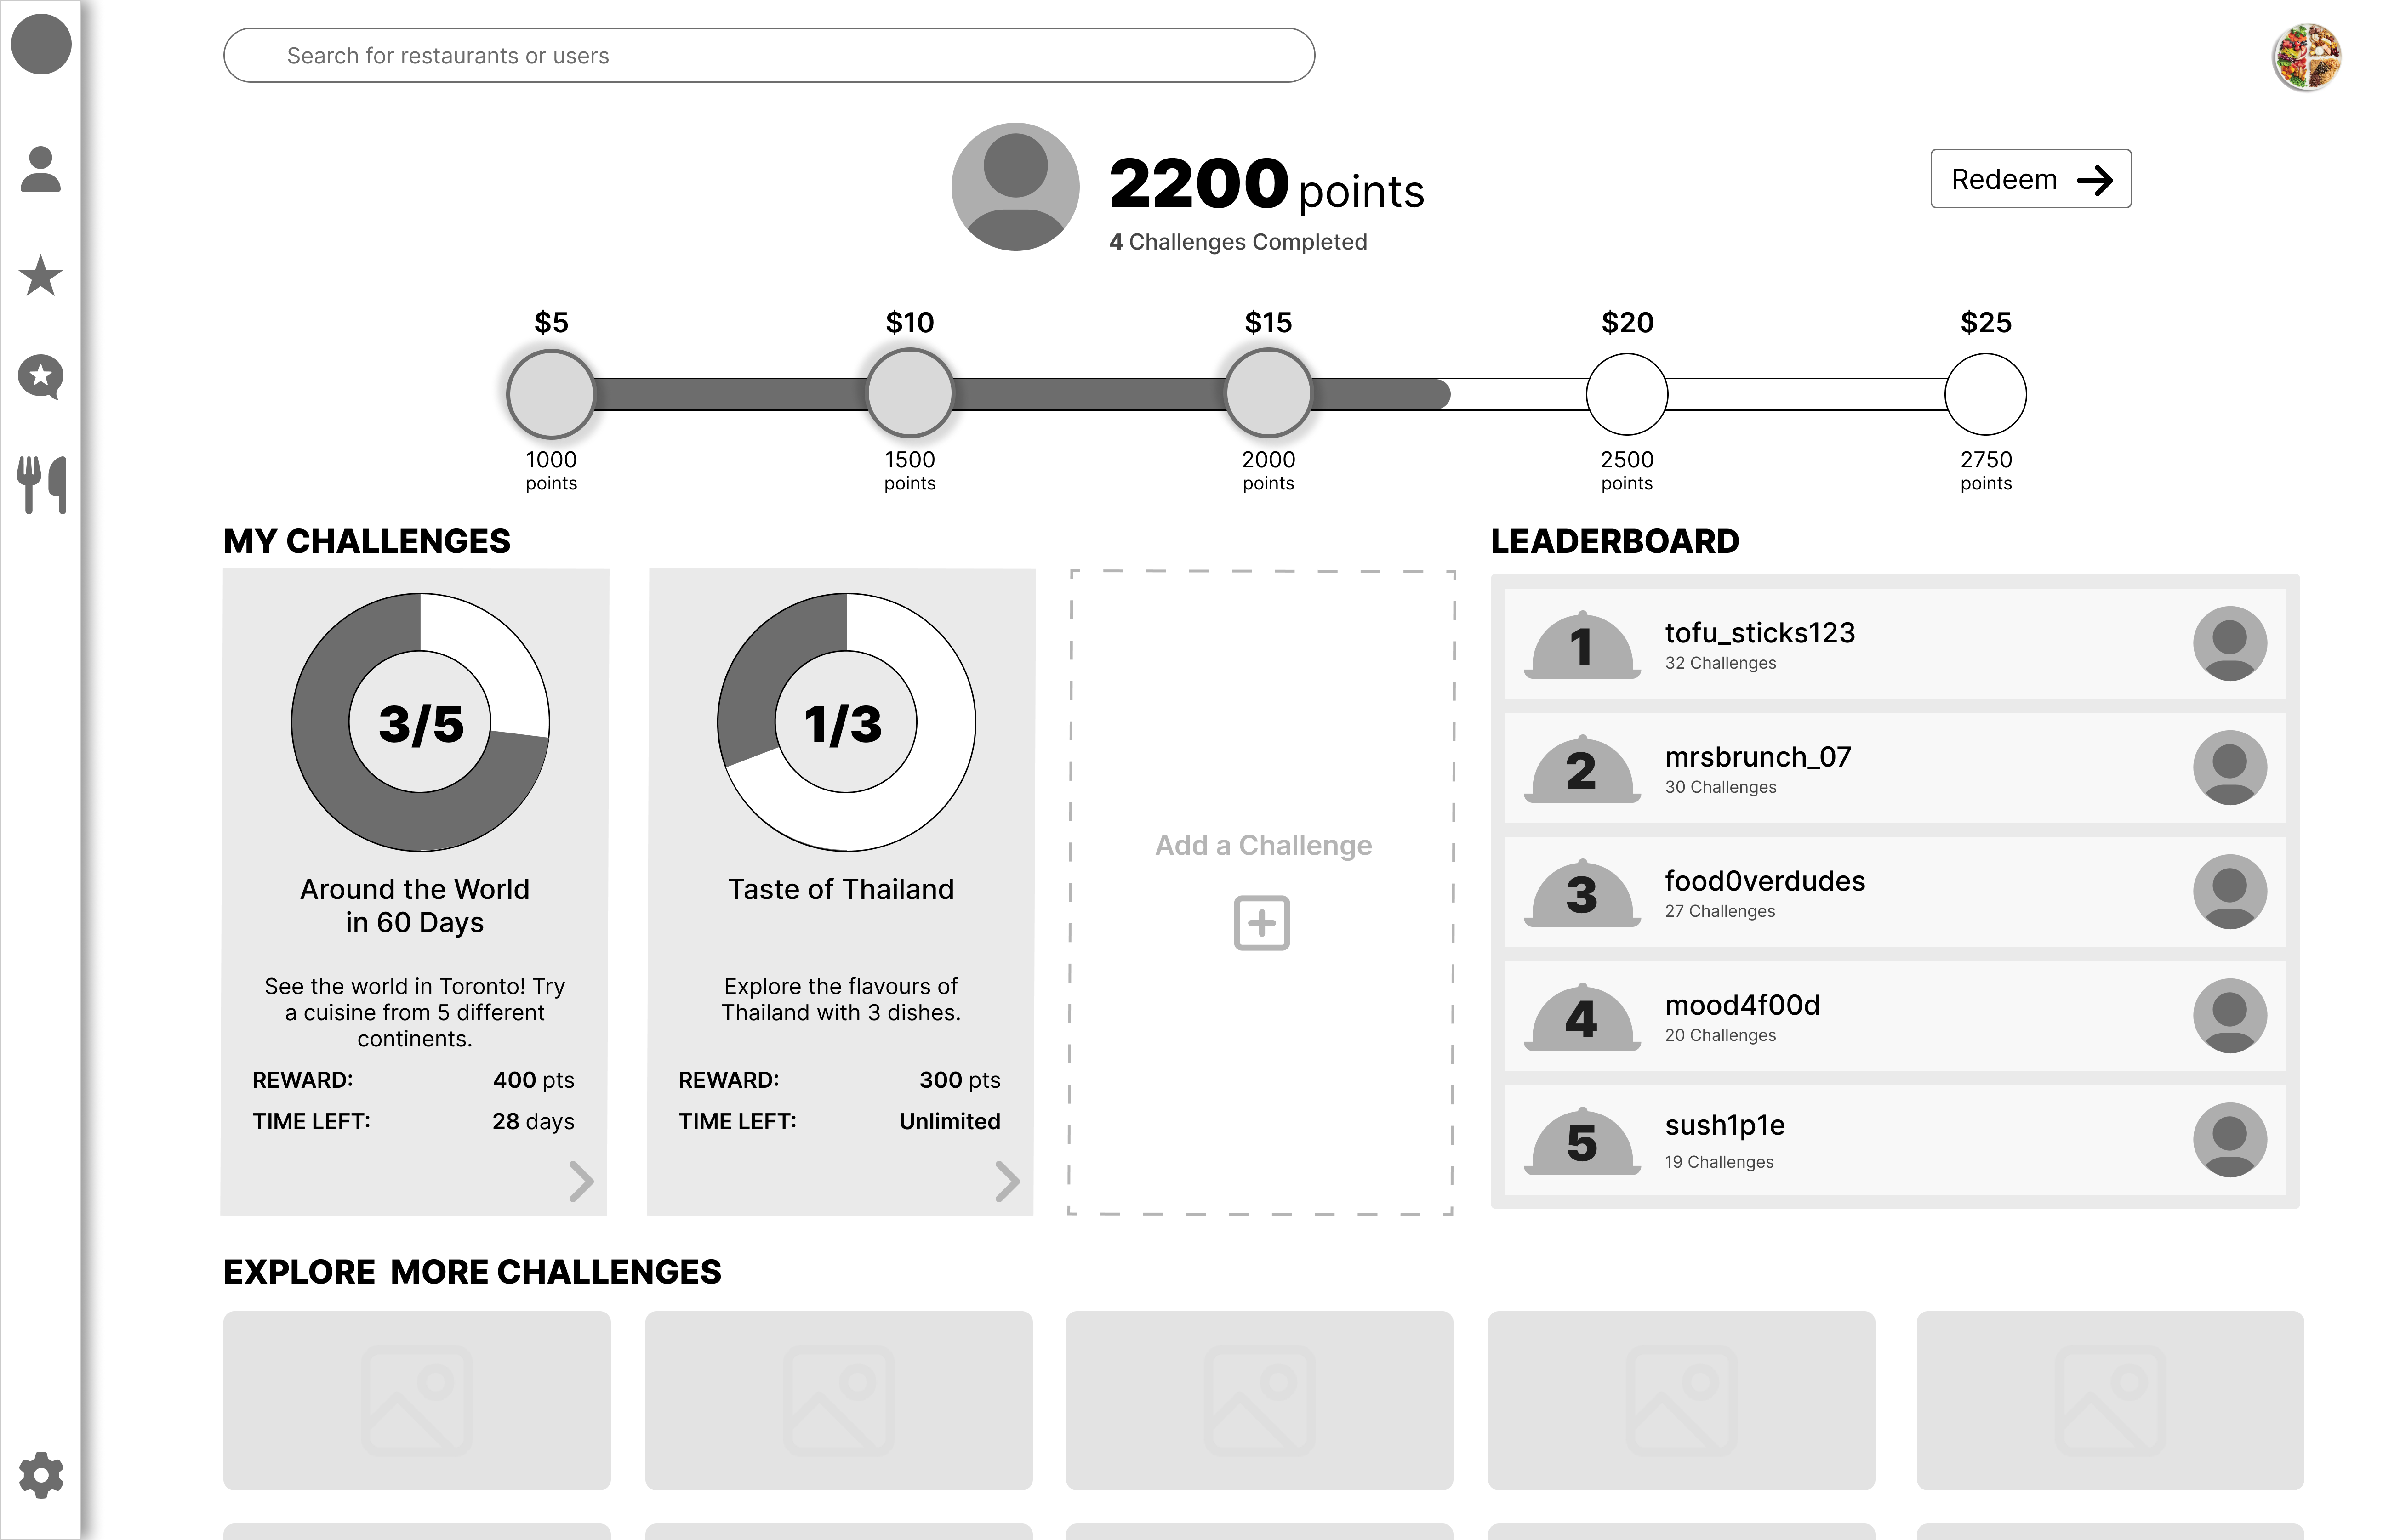 Search for restaurants or users
2200 points
4 Challenges Completed
Redeem
$5
$10
$15
$20
$25
1000
points
1500
points
2000
points
2500
points
2750
points
MY CHALLENGES
3/5
Around the World
in 60 Days
See the world in Toronto! Try
a cuisine from 5 different
continents.
REWARD: 400 pts
TIME LEFT: 28 days
1/3
Taste of Thailand
Explore the flavours of
Thailand with 3 dishes.
REWARD: 300 pts
TIME LEFT: Unlimited
Add a Challenge
LEADERBOARD
1
tofu_sticks123
32 Challenges
2
mrsbrunch_07
30 Challenges
3
food0verdudes
27 Challenges
4
mood4f00d
20 Challenges
5
sush1p1e
19 Challenges
EXPLORE MORE CHALLENGES